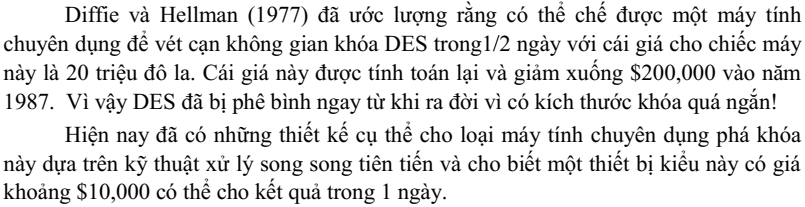 Diffie và Hellman (1977) đã ước lượng rằng có thể chế được một máy tính
chuyên dụng để vét cạn không gian khóa DES trong1/2 ngày với cái giá cho chiếc máy
này là 20 triệu đô la. Cái giá này được tính toán lại và giảm xuống $200,000 vào năm
1987. Vì vậy DES đã bị phê bình ngay từ khi ra đời vì có kích thước khóa quá ngắn!
Hiện nay đã có những thiết kế cụ thể cho loại máy tính chuyên dụng phá khóa
này dựa trên kỹ thuật xử lý song song tiên tiến và cho biết một thiết bị kiểu này có giá
khoảng $10,000 có thể cho kết quả trong 1 ngày.